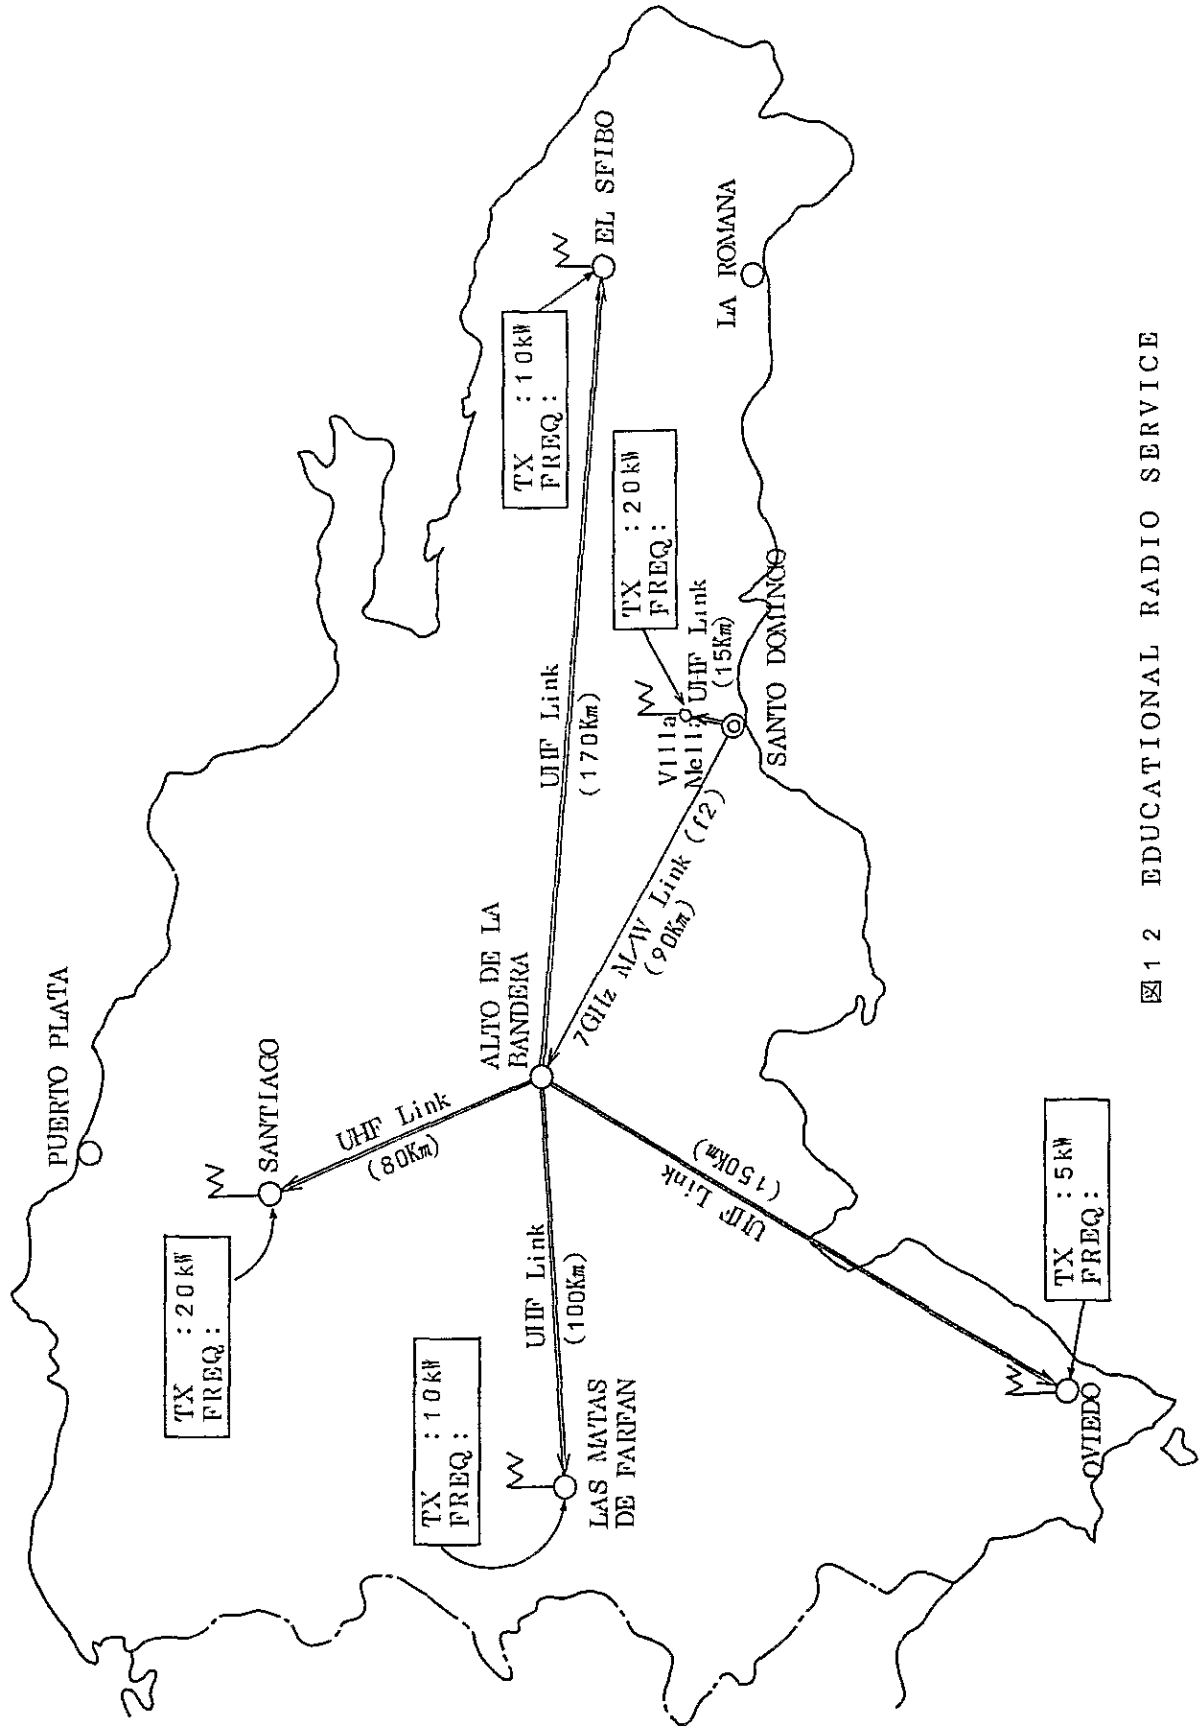 PUERTO PLATA
SANTIAGO
TX :20kW
FREQ:
UHF Link
(80Km)
ALTO DE LA
BANDERA
UHF Link
(170Km)
TX :10kW
FREQ:
EL SFIBO
LA ROMANA
TX :20kW
FREQ:
Villa
Mella
UHF Link
(15Km)
SANTO DOMINGO
7GHz M/W Link (f2)
(90Km)
UHF Link
(100Km)
TX :10kW
FREQ:
LAS MATAS
DE FARFAN
UHF Link
(150Km)
TX :5kW
FREQ:
OVIEDO
図12 EDUCATIONAL RADIO SERVICE